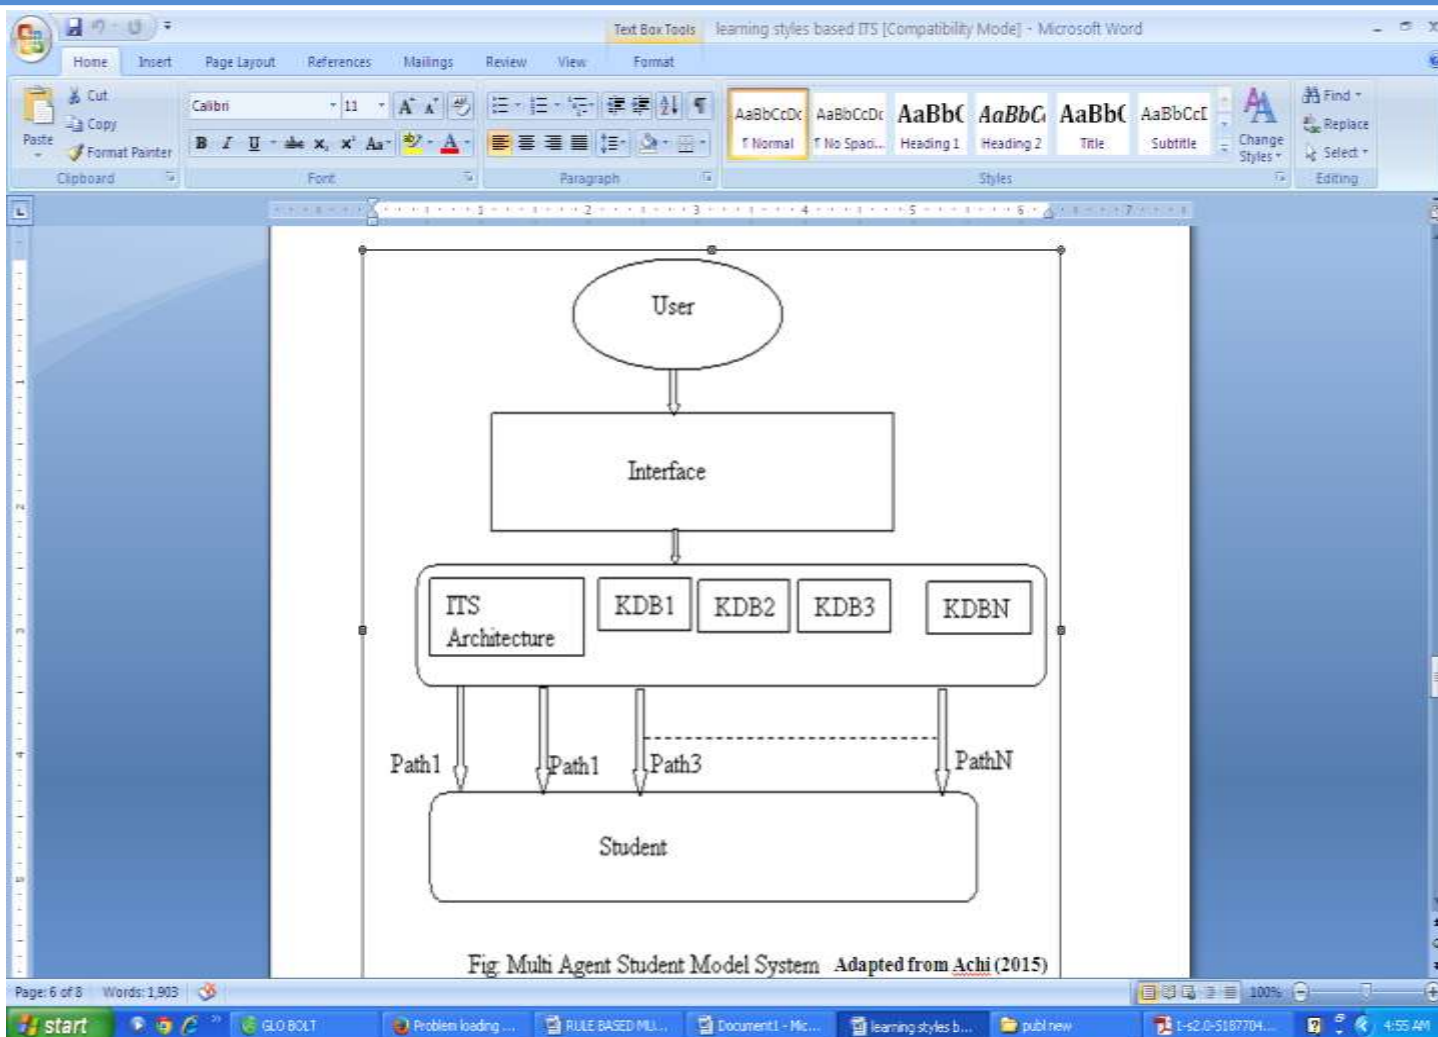 Text Box Tools
learning styles based ITS [Compatibility Mode] - Microsoft Word
Home Insert Page Layout References Mailings Review View Format
Paste
Cut
Copy
Format Painter
Clipboard
Calibri 11
Font
Paragraph
AaBbCcDc AaBbCcDc AaBbC AaBbC AaBbC AaBbCcD
¶ Normal ¶ No Spaci... Heading 1 Heading 2 Title Subtitle
Change
Styles
Styles
Find
Replace
Select
Editing
User
Interface
ITS
Architecture
KDB1 KDB2 KDB3 KDBN
Path1 Path1 Path3 PathN
Student
Fig: Multi Agent Student Model System Adapted from Achi (2015)
Page: 6 of 8 Words: 1,903 100%
start GLO BOLT Problem loading ... RULE BASED MU... Document1 - Mic... learning styles b... publ new 1-s2.0-S187704... 4:55 AM